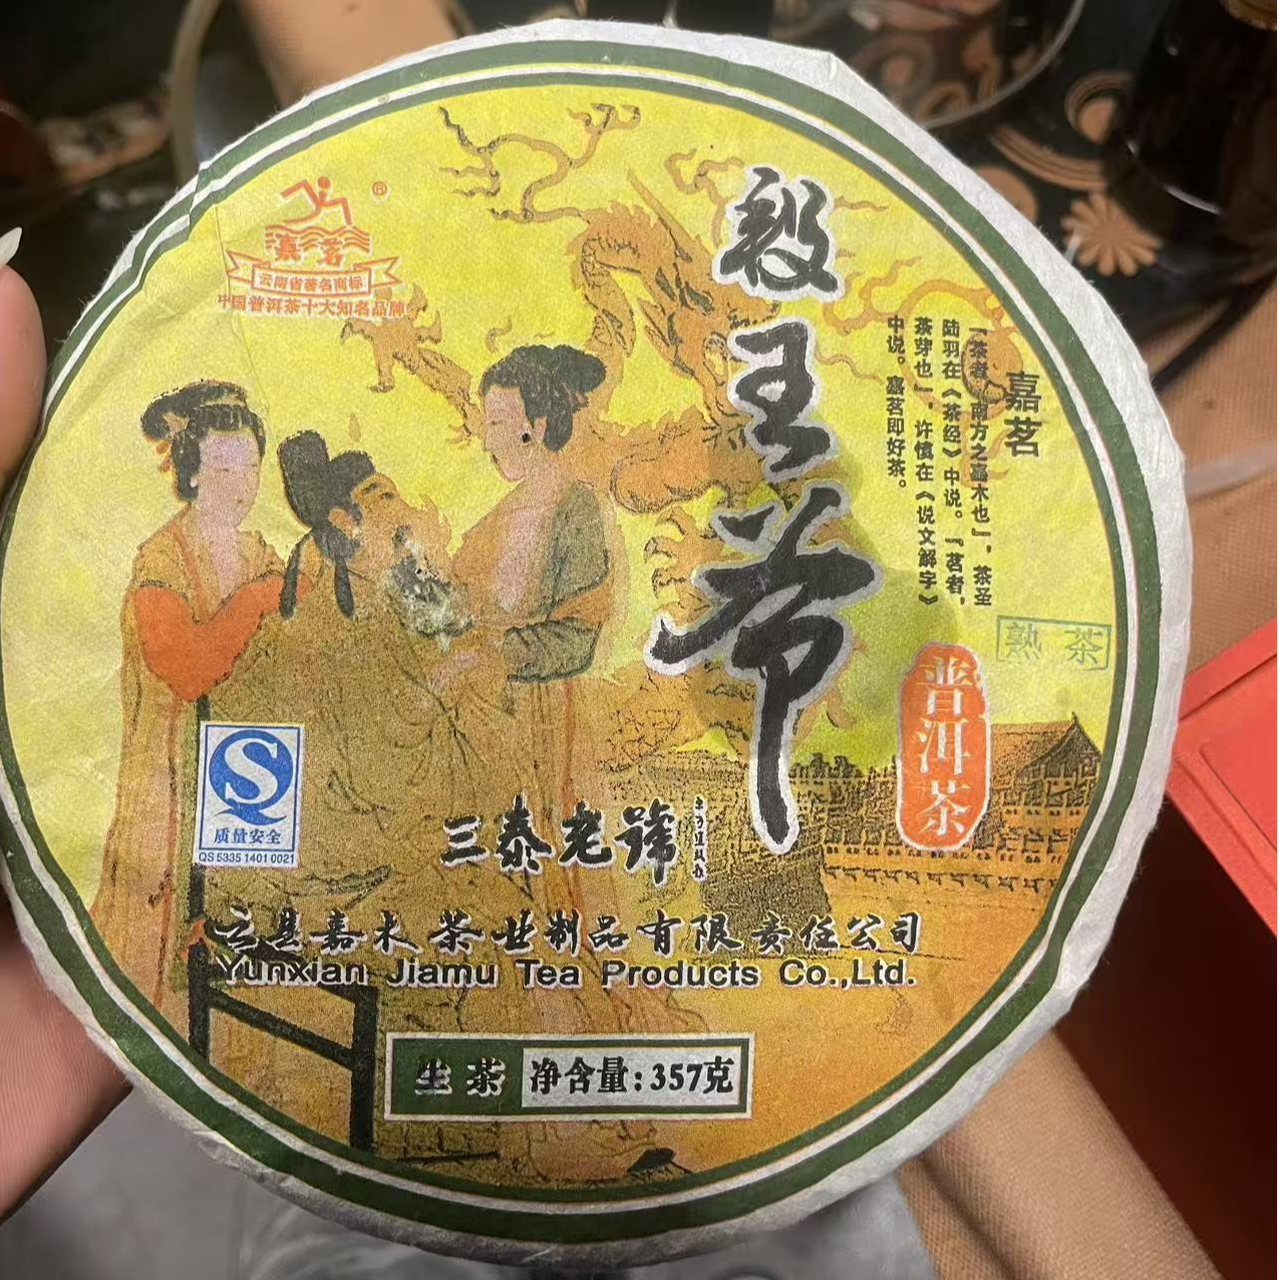 ®
嘉茗
云南省著名商标
中国普洱茶十大知名品牌
段王爷
嘉茗
「茶者，南方之嘉木也」，茶圣
陆羽在《茶经》中说。「茗者，
茶芽也」，许慎在《说文解字》
中说。嘉茗即好茶。
熟茶
普洱茶
S
质量安全
QS 5335 1401 0021
三泰老號
云县嘉木茶业制品有限责任公司
Yunxian Jiamu Tea Products Co.,Ltd.
生茶 净含量:357克